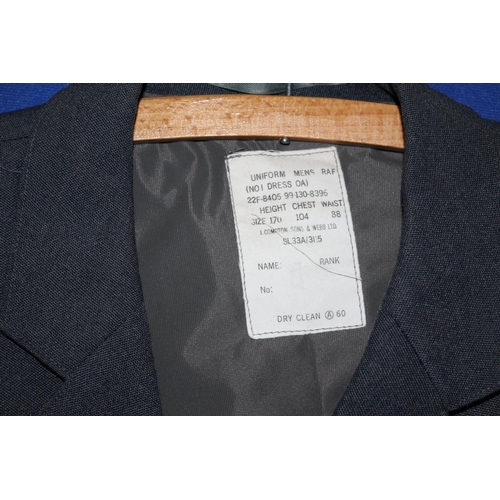 UNIFORM MENS RAF
(NO1 DRESS OA)
22F-8405 99-130-8396
HEIGHT CHEST WAIST
SIZE 170 104 88
J.COMPTON SONS & WEBB LTD.
SL33A/3
NAME: RANK
No:
DRY CLEAN Ⓐ 60